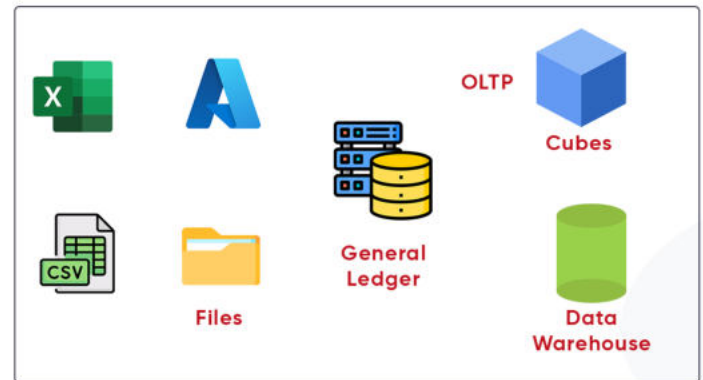 X
OLTP
Cubes
CSV
General
Ledger
Files
Data
Warehouse